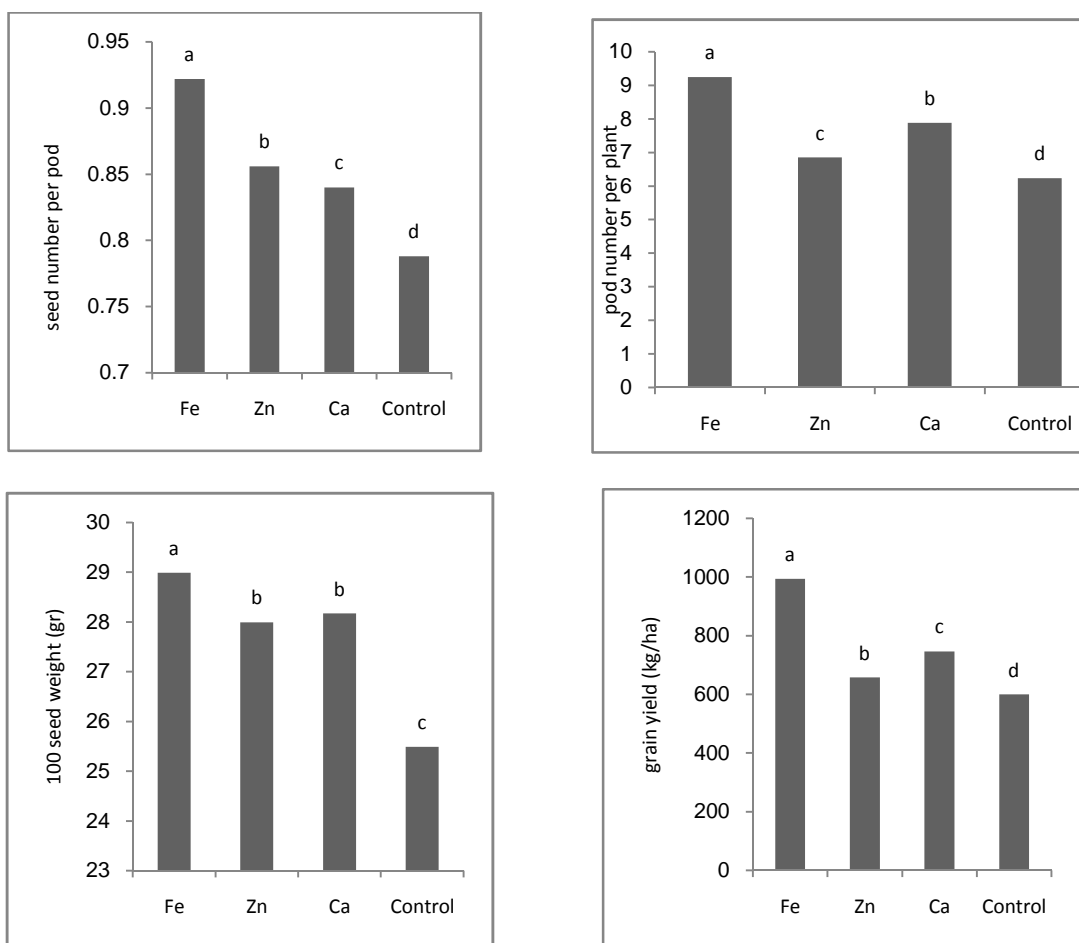 seed number per pod
0.95
0.9
0.85
0.8
0.75
0.7
a
b
c
d
Fe Zn Ca Control
pod number per plant
10
9
8
7
6
5
4
3
2
1
0
a
c
b
d
Fe Zn Ca Control
100 seed weight (gr)
30
29
28
27
26
25
24
23
a
b
b
c
Fe Zn Ca Control
grain yield (kg/ha)
1200
1000
800
600
400
200
0
a
b
c
d
Fe Zn Ca Control